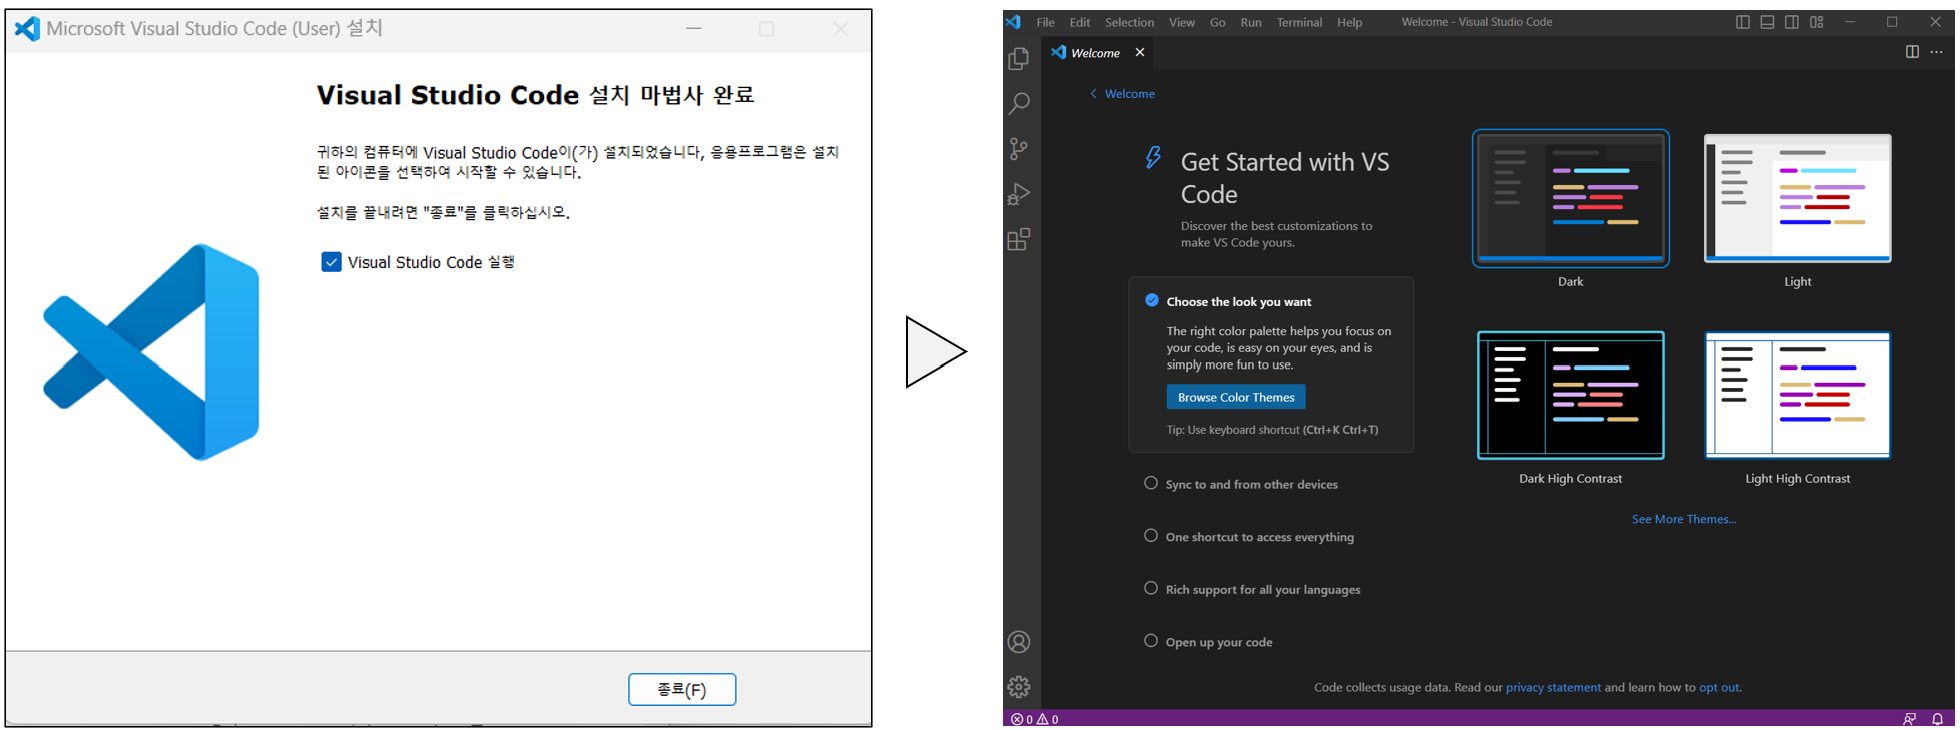 Microsoft Visual Studio Code (User) 설치
Visual Studio Code 설치 마법사 완료
귀하의 컴퓨터에 Visual Studio Code이(가) 설치되었습니다, 응용프로그램은 설치
된 아이콘을 선택하여 시작할 수 있습니다.
설치를 끝내려면 "종료"를 클릭하십시오.
Visual Studio Code 실행
종료(F)
File Edit Selection View Go Run Terminal Help Welcome - Visual Studio Code
Welcome
Welcome
Get Started with VS
Code
Discover the best customizations to
make VS Code yours.
Choose the look you want
The right color palette helps you focus on
your code, is easy on your eyes, and is
simply more fun to use.
Browse Color Themes
Tip: Use keyboard shortcut (Ctrl+K Ctrl+T)
Sync to and from other devices
One shortcut to access everything
Rich support for all your languages
Open up your code
Dark
Light
Dark High Contrast
Light High Contrast
See More Themes...
Code collects usage data. Read our privacy statement and learn how to opt out.
0 0